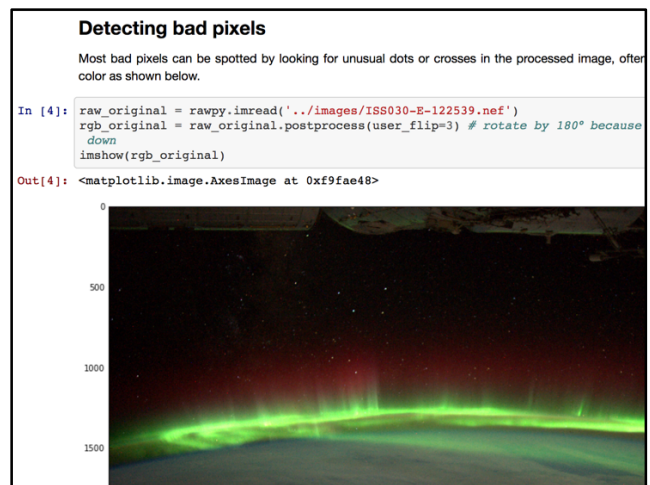 Detecting bad pixels
Most bad pixels can be spotted by looking for unusual dots or crosses in the processed image, often
color as shown below.
In [4]: raw_original = rawpy.imread('../images/ISS030-E-122539.nef')
rgb_original = raw_original.postprocess(user_flip=3) # rotate by 180° because
down
imshow(rgb_original)
Out[4]: <matplotlib.image.AxesImage at 0xf9fae48>
0
500
1000
1500